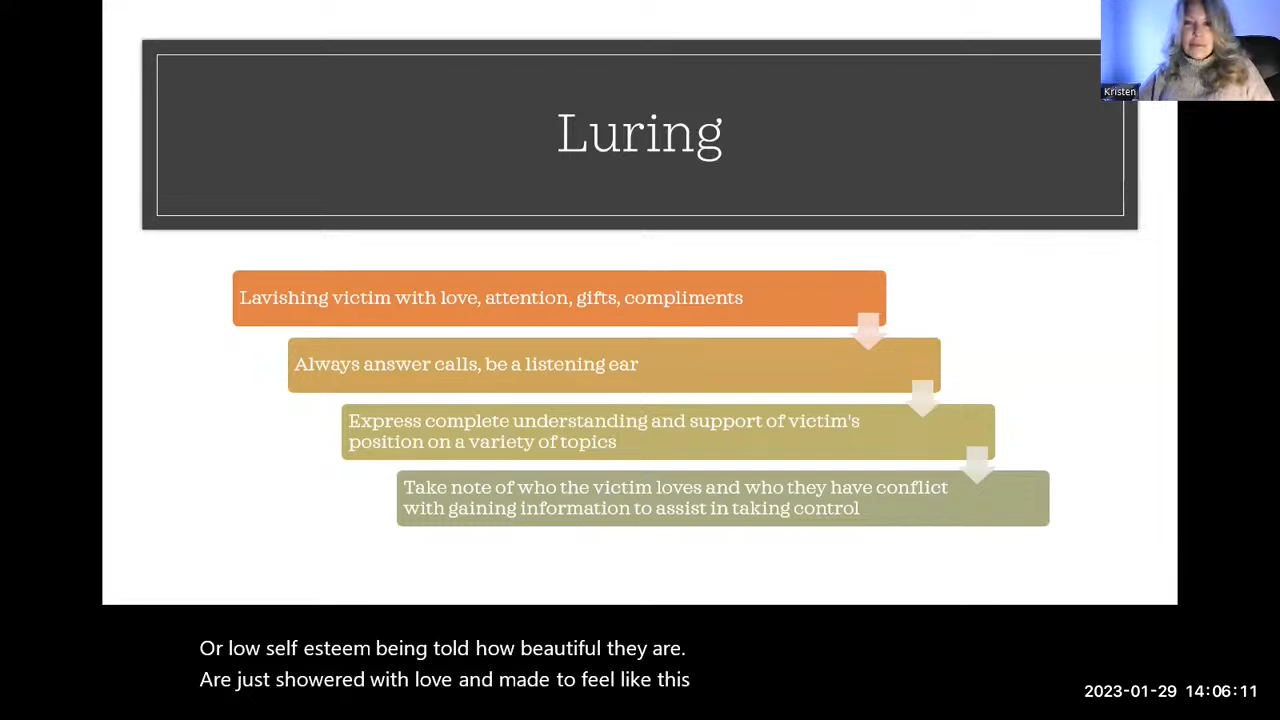 Kristen
Luring
Lavishing victim with love, attention, gifts, compliments
Always answer calls, be a listening ear
Express complete understanding and support of victim's
position on a variety of topics
Take note of who the victim loves and who they have conflict
with gaining information to assist in taking control
Or low self esteem being told how beautiful they are.
Are just showered with love and made to feel like this
2023-01-29 14:06:11